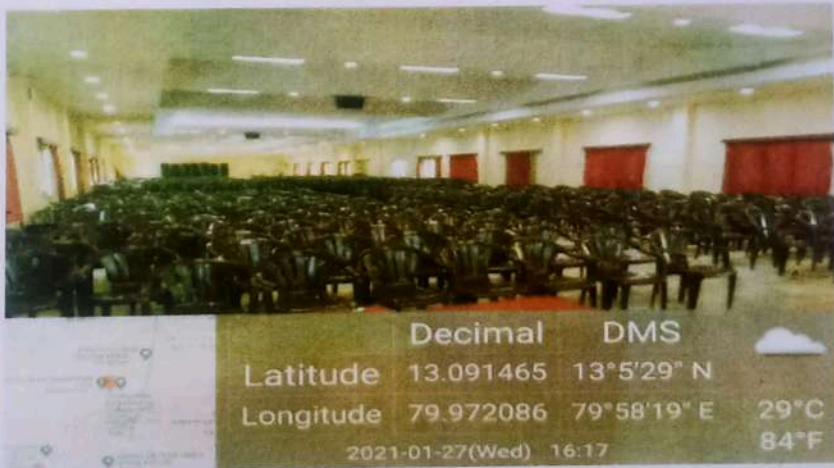 Decimal DMS
Latitude 13.091465 13°5'29" N
Longitude 79.972086 79°58'19" E 29°C
2021-01-27(Wed) 16:17 84°F